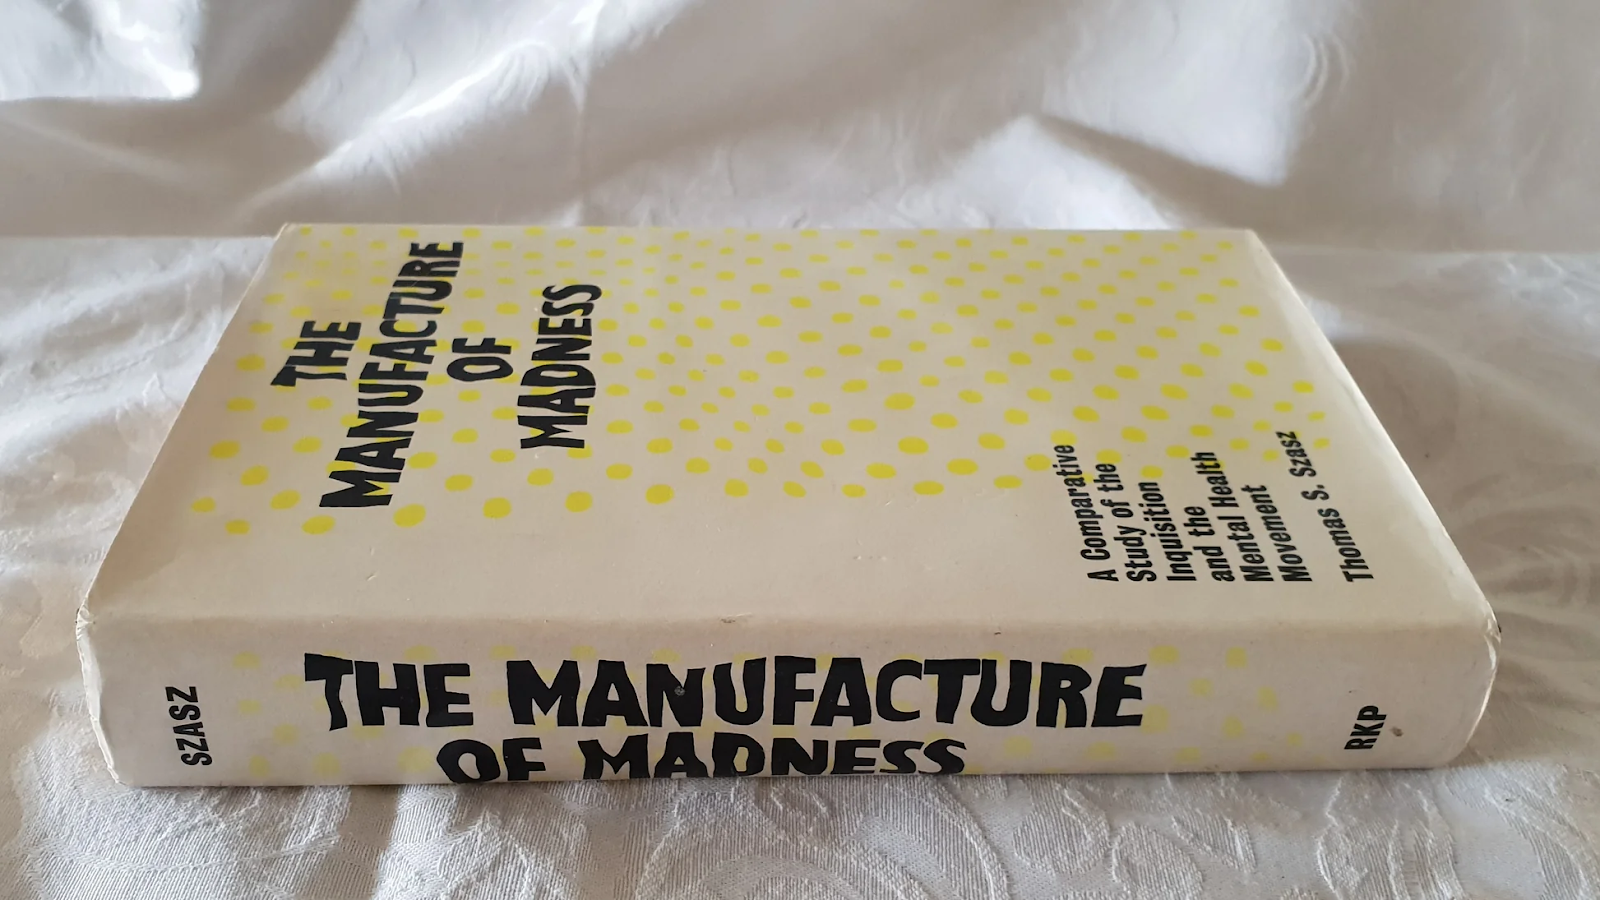 THE
MANUFACTURE
OF
MADNESS
A Comparative
Study of the
Inquisition
and the
Mental Health
Movement
Thomas S. Szasz
SZASZ
THE MANUFACTURE
OF MADNESS
RKP